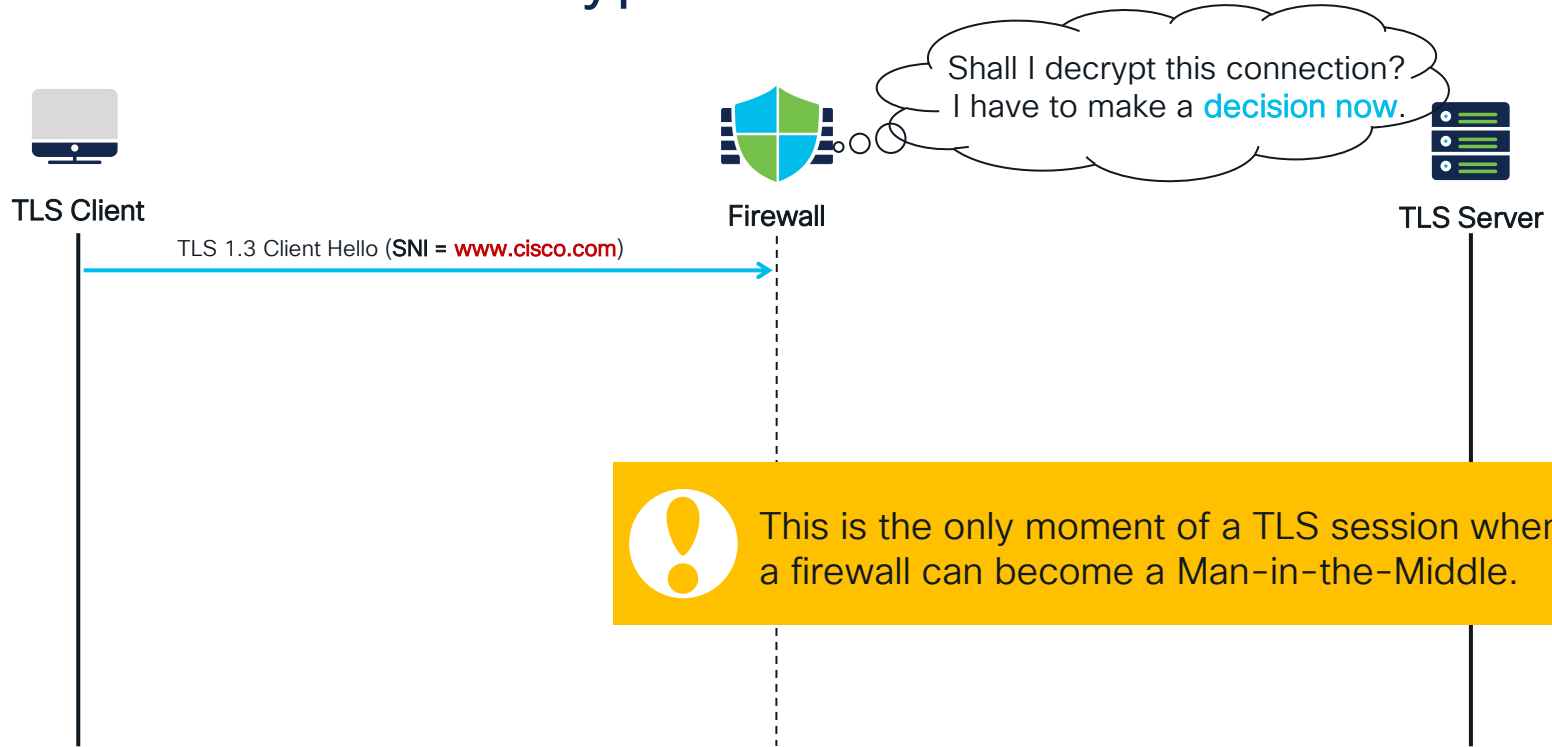 Shall I decrypt this connection?
I have to make a decision now.
TLS Client
Firewall
TLS Server
TLS 1.3 Client Hello (SNI = www.cisco.com)
This is the only moment of a TLS session when
a firewall can become a Man-in-the-Middle.